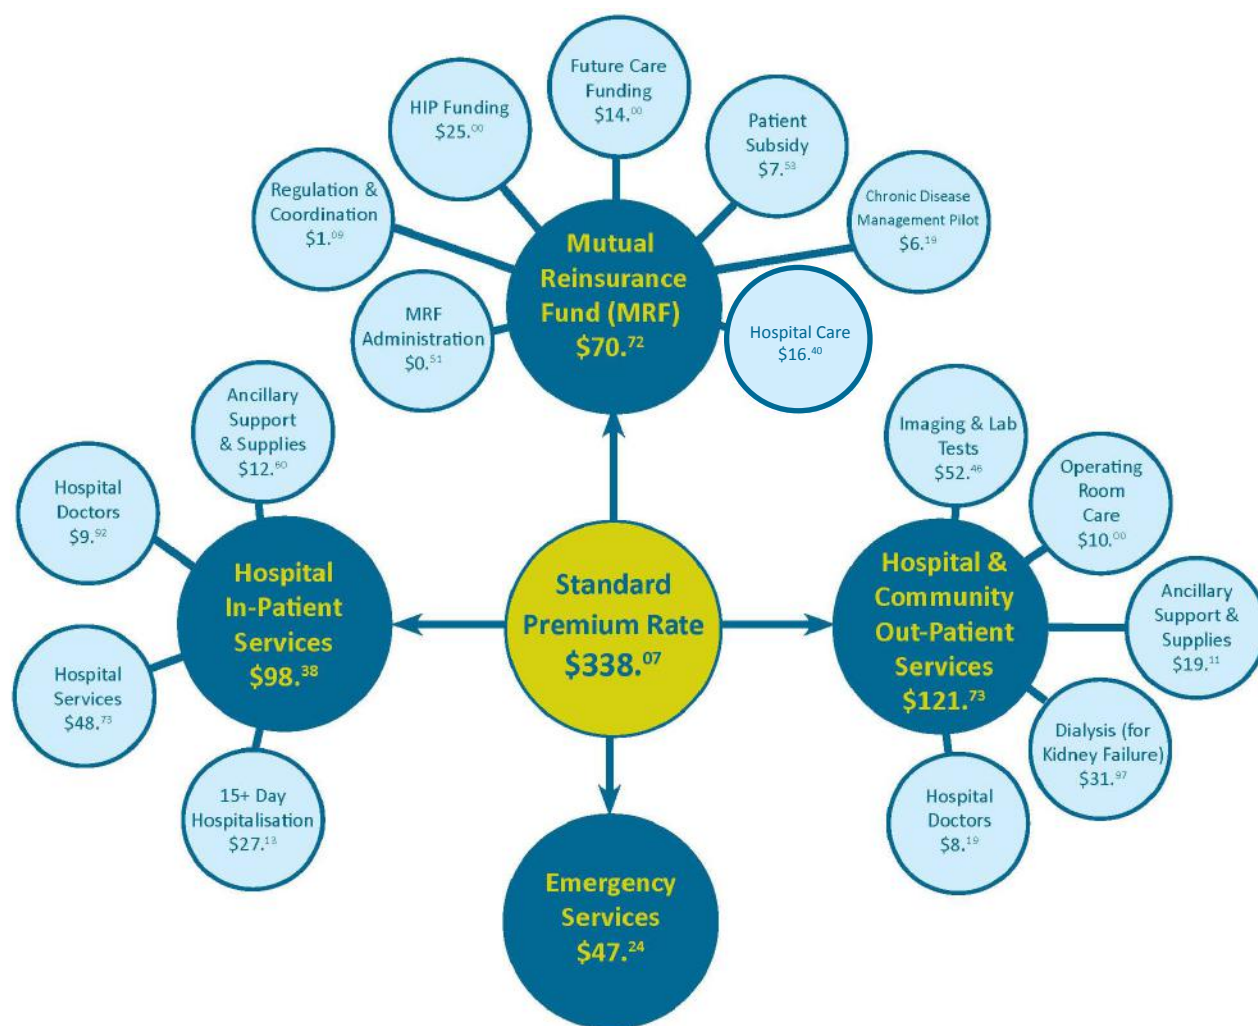 Future Care
Funding
$14.00
HIP Funding
$25.00
Patient
Subsidy
$7.53
Regulation &
Coordination
$1.09
Chronic Disease
Management Pilot
$6.19
Mutual
Reinsurance
Fund (MRF)
$70.72
MRF
Administration
$0.51
Hospital Care
$16.40
Ancillary
Support
& Supplies
$12.60
Hospital
Doctors
$9.92
Hospital
In-Patient
Services
$98.38
Hospital
Services
$48.73
15+ Day
Hospitalisation
$27.13
Standard
Premium Rate
$338.07
Imaging & Lab
Tests
$52.46
Operating
Room
Care
$10.00
Hospital &
Community
Out-Patient
Services
$121.73
Ancillary
Support &
Supplies
$19.11
Dialysis (for
Kidney Failure)
$31.97
Hospital
Doctors
$8.19
Emergency
Services
$47.24